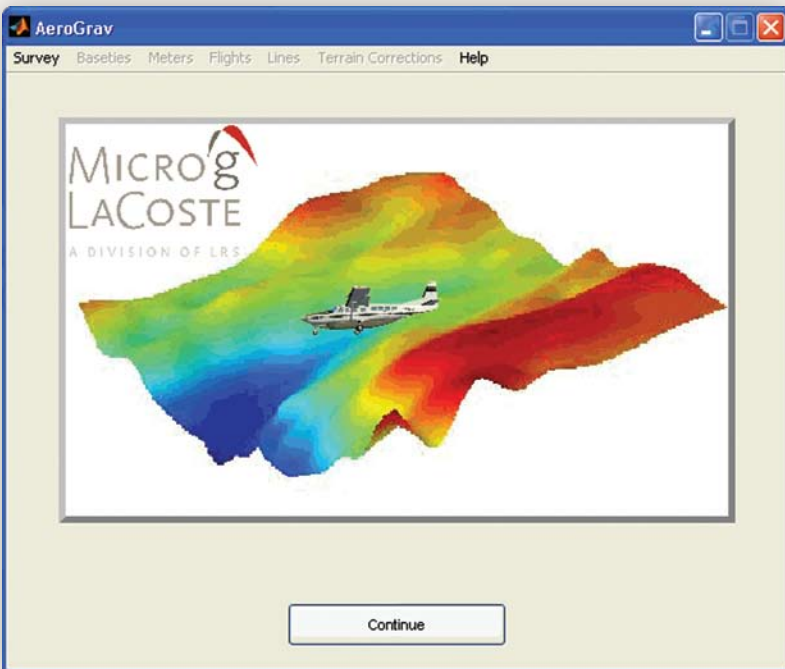 AeroGrav
Survey Baseties Meters Flights Lines Terrain Corrections Help
MICRO g
LACOSTE
A DIVISION OF LRS
Continue